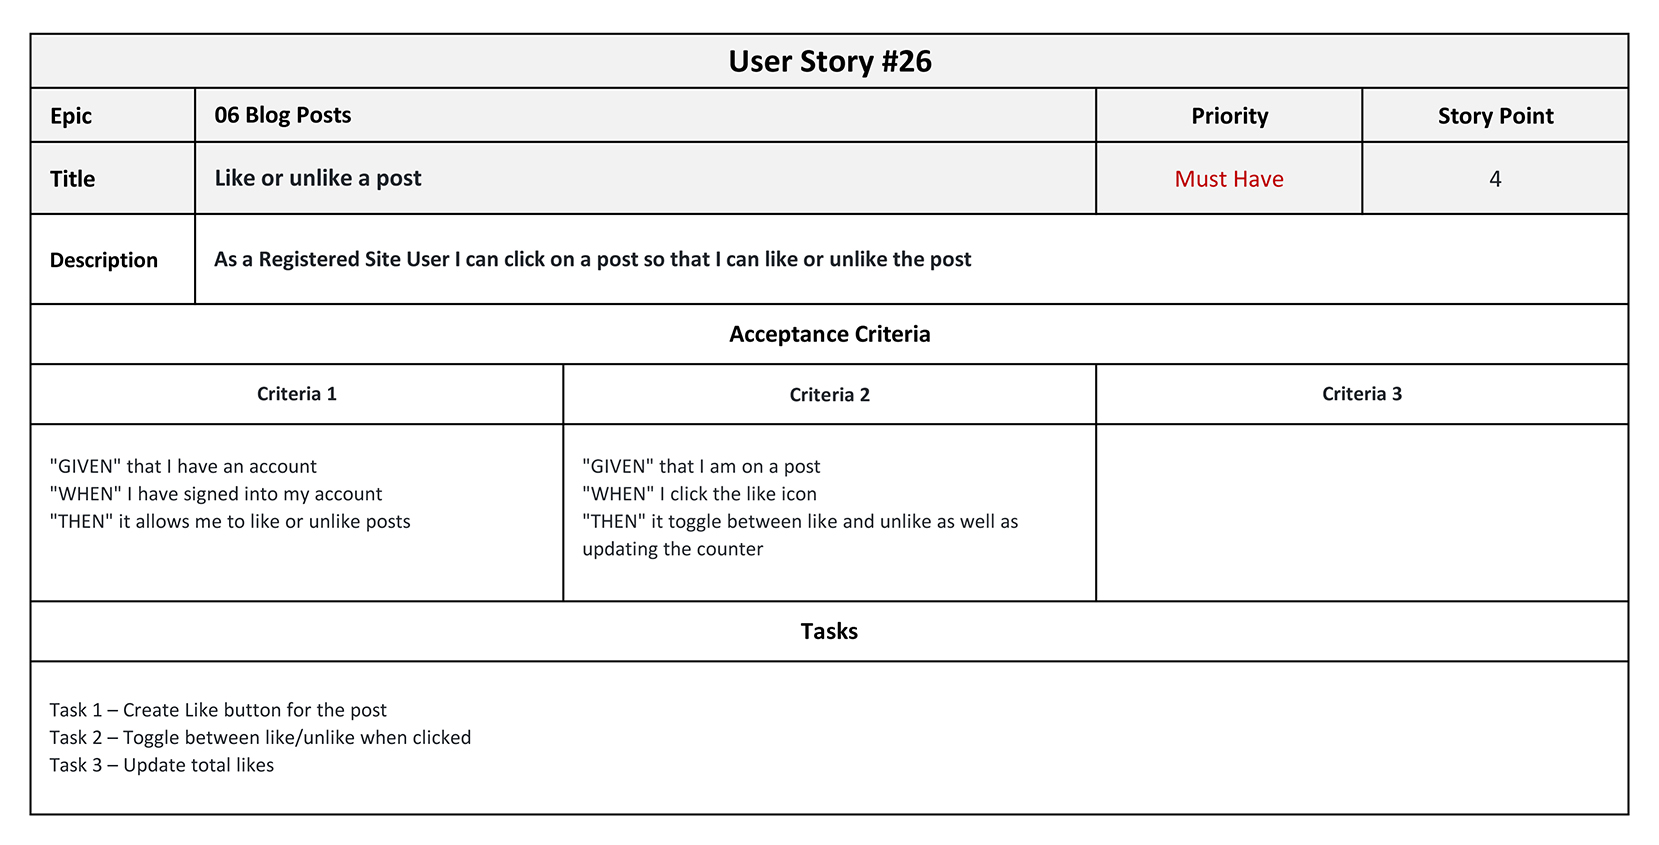 User Story #26
Epic
06 Blog Posts
Priority
Story Point
Title
Like or unlike a post
Must Have
4
Description
As a Registered Site User I can click on a post so that I can like or unlike the post
Acceptance Criteria
Criteria 1
Criteria 2
Criteria 3
"GIVEN" that I have an account
"WHEN" I have signed into my account
"THEN" it allows me to like or unlike posts
"GIVEN" that I am on a post
"WHEN" I click the like icon
"THEN" it toggle between like and unlike as well as
updating the counter
Tasks
Task 1 – Create Like button for the post
Task 2 – Toggle between like/unlike when clicked
Task 3 – Update total likes